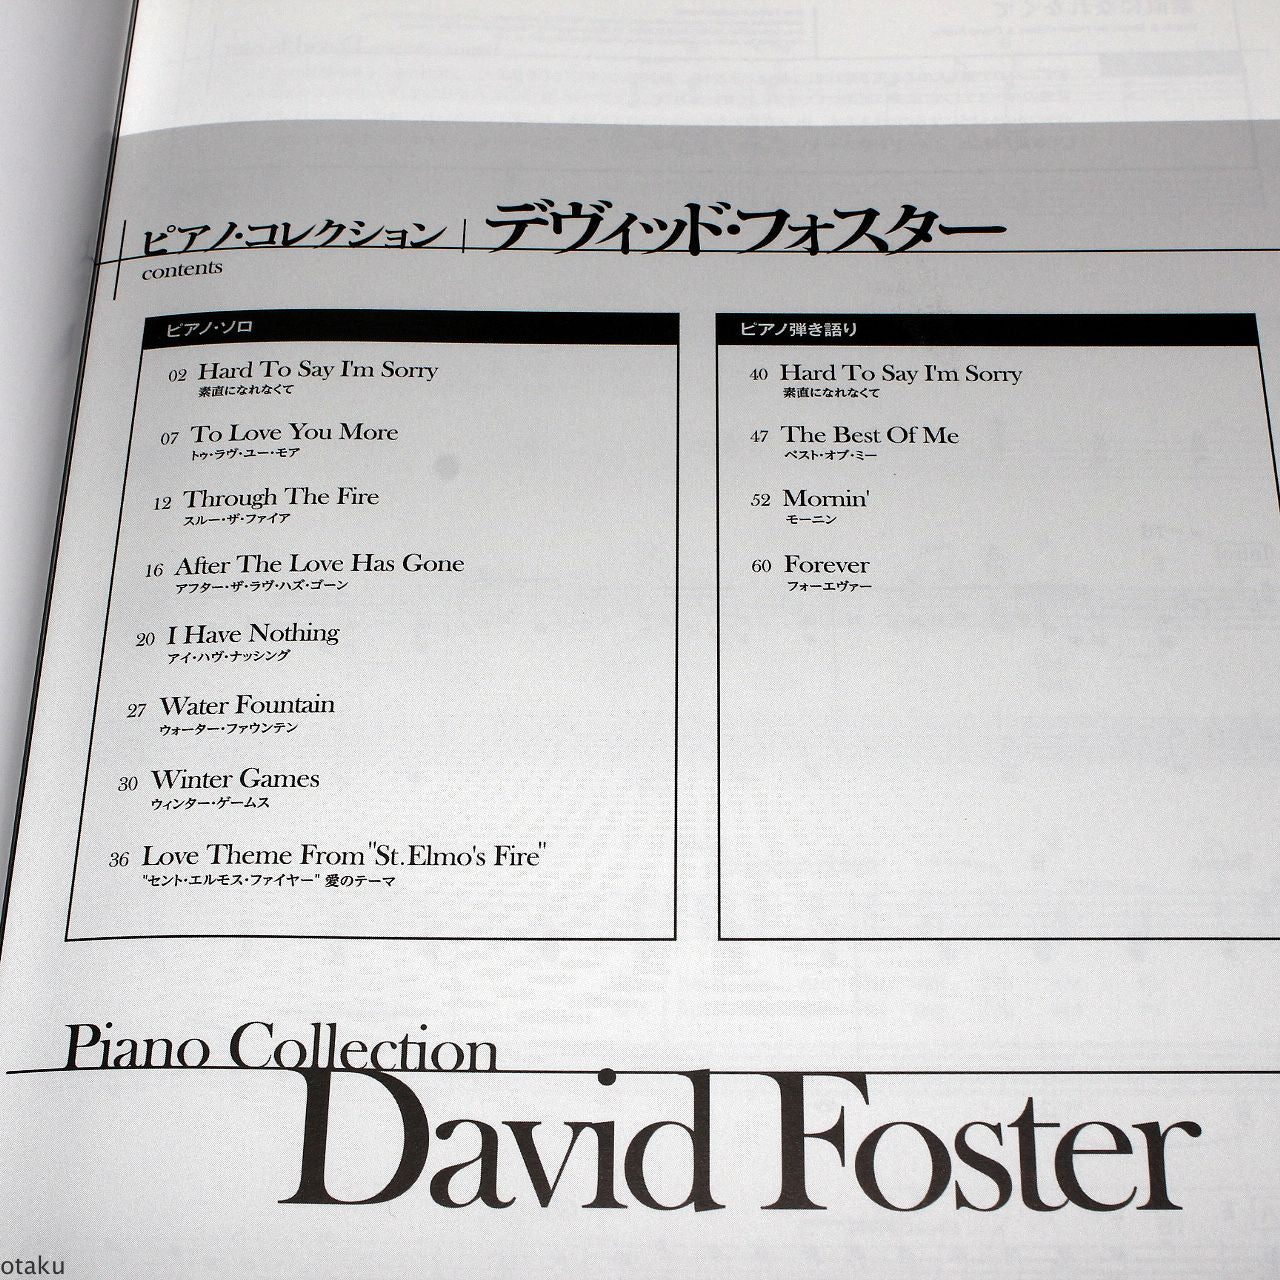 ピアノ・コレクション デヴィッド・フォスター
contents
ピアノ・ソロ
02 Hard To Say I'm Sorry
素直になれなくて
07 To Love You More
トゥ・ラヴ・ユー・モア
12 Through The Fire
スルー・ザ・ファイア
16 After The Love Has Gone
アフター・ザ・ラヴ・ハズ・ゴーン
20 I Have Nothing
アイ・ハヴ・ナッシング
27 Water Fountain
ウォーター・ファウンテン
30 Winter Games
ウィンター・ゲームス
36 Love Theme From "St.Elmo's Fire"
"セント・エルモス・ファイヤー" 愛のテーマ
ピアノ弾き語り
40 Hard To Say I'm Sorry
素直になれなくて
47 The Best Of Me
ベスト・オブ・ミー
52 Mornin'
モーニン
60 Forever
フォーエヴァー
Piano Collection
David Foster
otaku